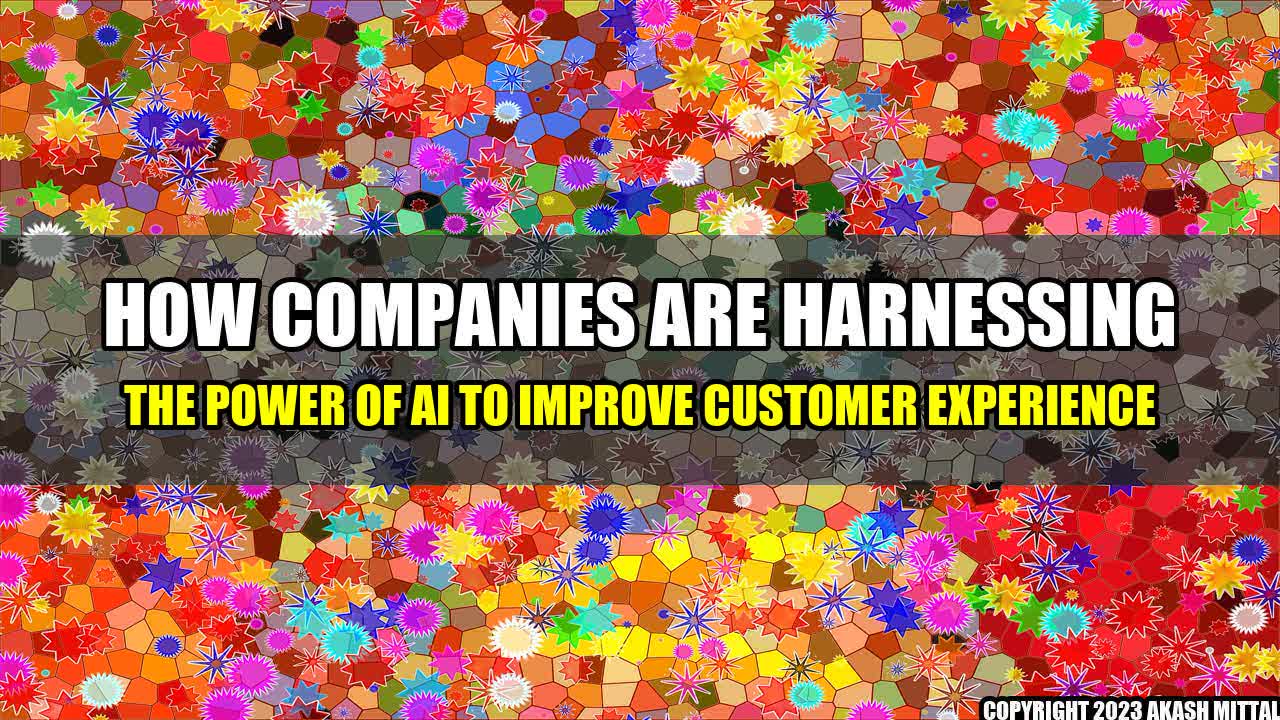 HOW COMPANIES ARE HARNESSING
THE POWER OF AI TO IMPROVE CUSTOMER EXPERIENCE
COPYRIGHT 2023 AKASH MITTAL